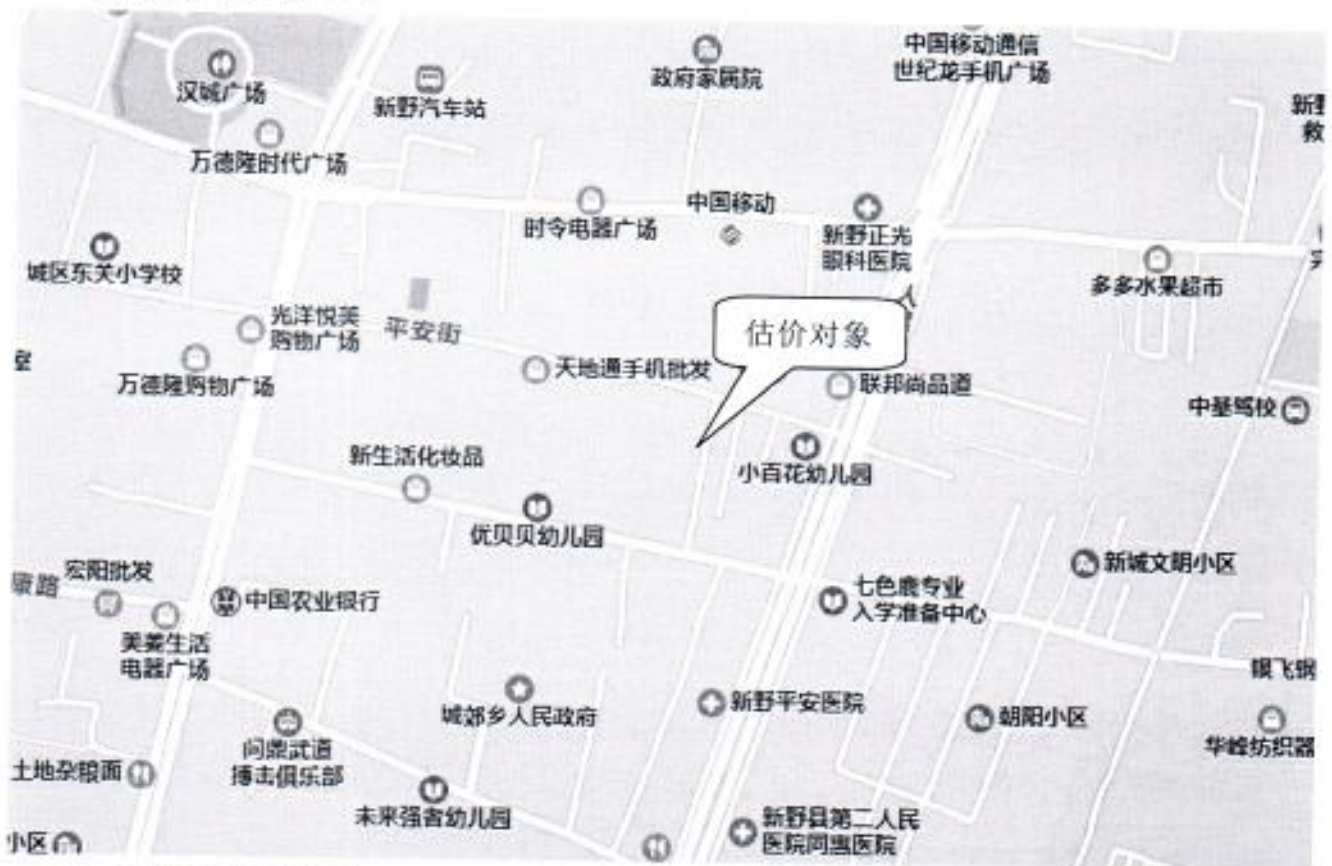 中国移动通信
世纪龙手机广场
政府家属院
汉城广场
新野汽车站
新野
救
万德隆时代广场
中国移动
时令电器广场
新野正光
眼科医院
城区东关小学校
多多水果超市
光洋悦美
购物广场
平安街
估价对象
万德隆购物广场
天地通手机批发
联邦尚品道
中基驾校
新生活化妆品
小百花幼儿园
优贝贝幼儿园
宏阳批发
康路
中国农业银行
新城文明小区
七色鹿专业
入学准备中心
美菱生活
电器广场
银飞钢
城郊乡人民政府
新野平安医院
朝阳小区
华峰纺织器
问鼎武道
搏击俱乐部
土地杂粮面
未来强者幼儿园
新野县第二人民
医院同惠医院
小区